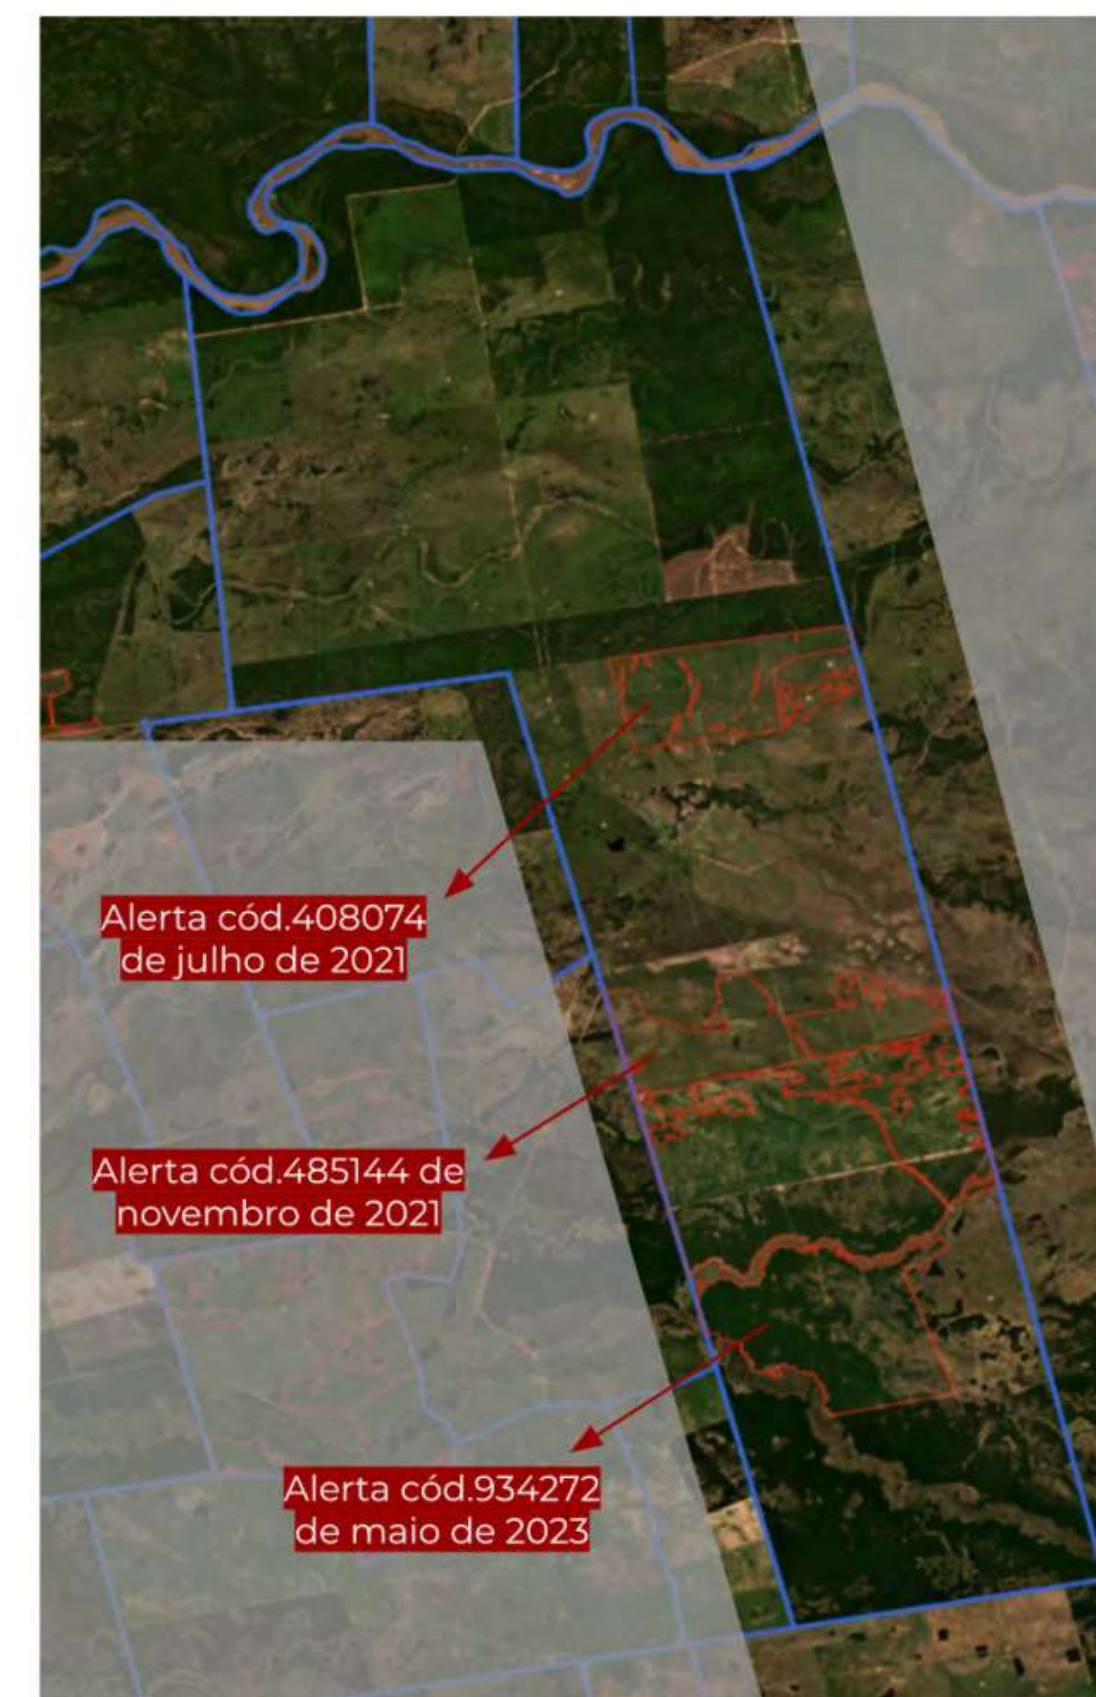 Alerta cód.408074
de julho de 2021
Alerta cód.485144 de
novembro de 2021
Alerta cód.934272
de maio de 2023